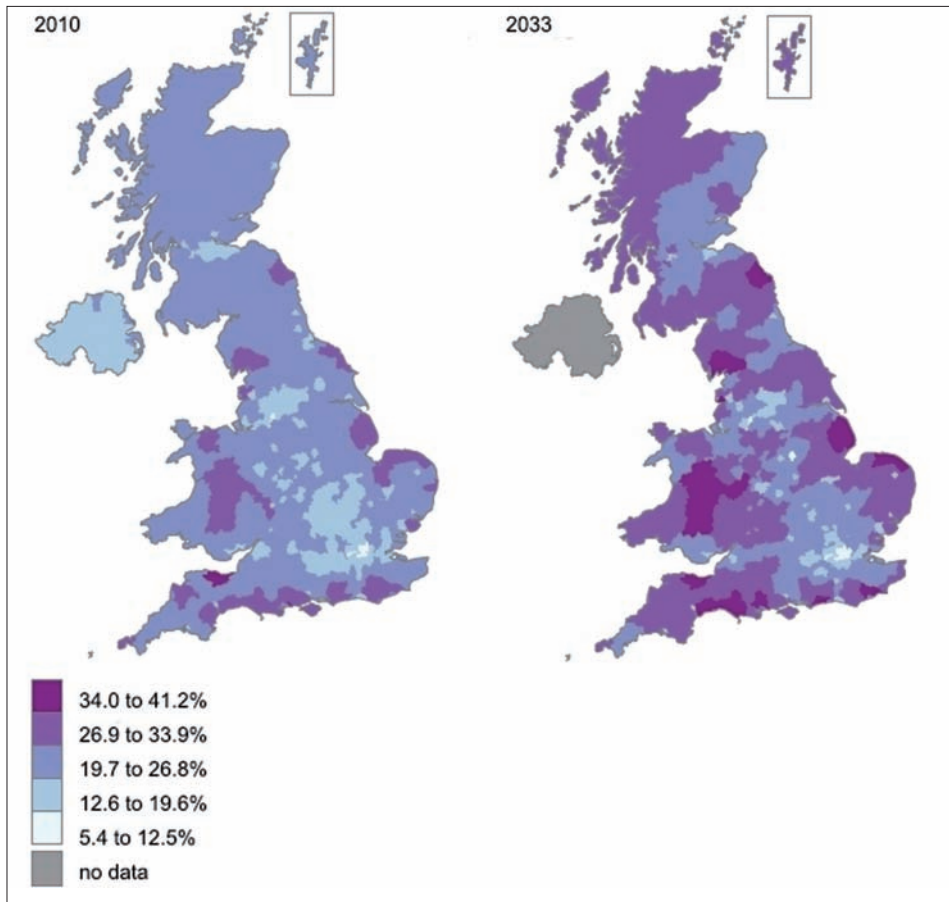 2010
2033
34.0 to 41.2%
26.9 to 33.9%
19.7 to 26.8%
12.6 to 19.6%
5.4 to 12.5%
no data